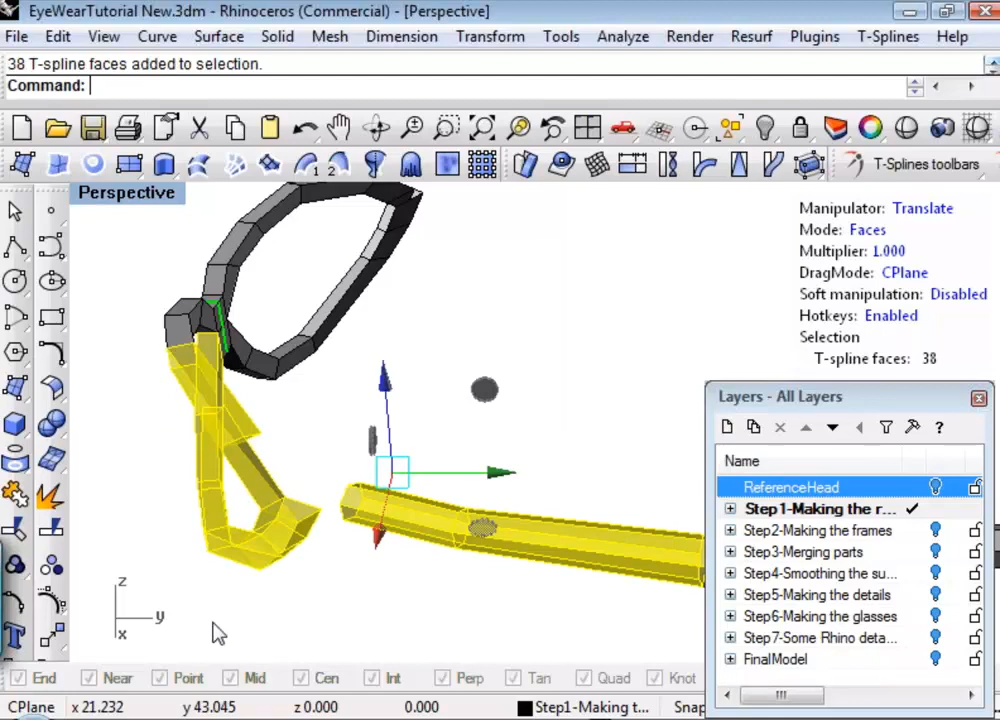 EyeWearTutorial New.3dm - Rhinoceros (Commercial) - [Perspective]
File Edit View Curve Surface Solid Mesh Dimension Transform Tools Analyze Render Resurf Plugins T-Splines Help
38 T-spline faces added to selection.
Command:
T-Splines toolbars
Perspective
Manipulator: Translate
Mode: Faces
Multiplier: 1.000
DragMode: CPlane
Soft manipulation: Disabled
Hotkeys: Enabled
Selection
T-spline faces: 38
Layers - All Layers
Name
ReferenceHead
Step1-Making the r...
Step2-Making the frames
Step3-Merging parts
Step4-Smoothing the su...
Step5-Making the details
Step6-Making the glasses
Step7-Some Rhino deta...
FinalModel
z
y
x
End Near Point Mid Cen Int Perp Tan Quad Knot
CPlane x 21.232 y 43.045 z 0.000 0.000 Step1-Making t... Snap